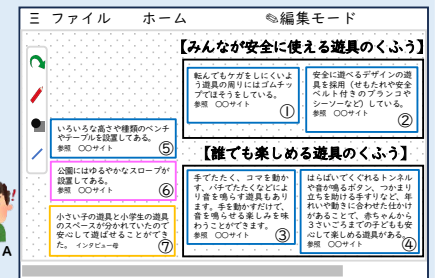 三 ファイル ホーム ✎編集モード
【みんなが安全に使える遊具のくふう】
転んでもケガをしにくいよ
う遊具の周りにはゴムチッ
プでほそうをしている。
参照 〇〇サイト
①
安全に遊べるデザインの遊
具を採用(せもたれや安全
ベルト付きのブランコや
シーソーなど)している。
参照 〇〇サイト
②
【誰でも楽しめる遊具のくふう】
手でたたく、コマを動か
す、バチでたたくなどによ
り音を鳴らす遊具もあり
ます。手を動かすだけで、
音を鳴らせる楽しみを味
わうことができます。
参照 〇〇サイト
③
はらばいでくぐれるトンネル
や音が鳴るボタン、つかまり
立ちを助ける手すりなど、年
れいや動きに合わせた仕かけ
があることで、赤ちゃんから
3さいごろまでの子どもも安
心して楽しめる遊具がある。
参照 〇〇サイト
④
いろいろな高さや種類のベンチ
やテーブルを設置してある。
参照 〇〇サイト
⑤
公園にはゆるやかなスロープが
設置してある。
参照 〇〇サイト
⑥
小さい子の遊具と小学生の遊具
のスペースが分かれていたので
安心して遊ばせることができ
た。 インタビュー母
⑦
A